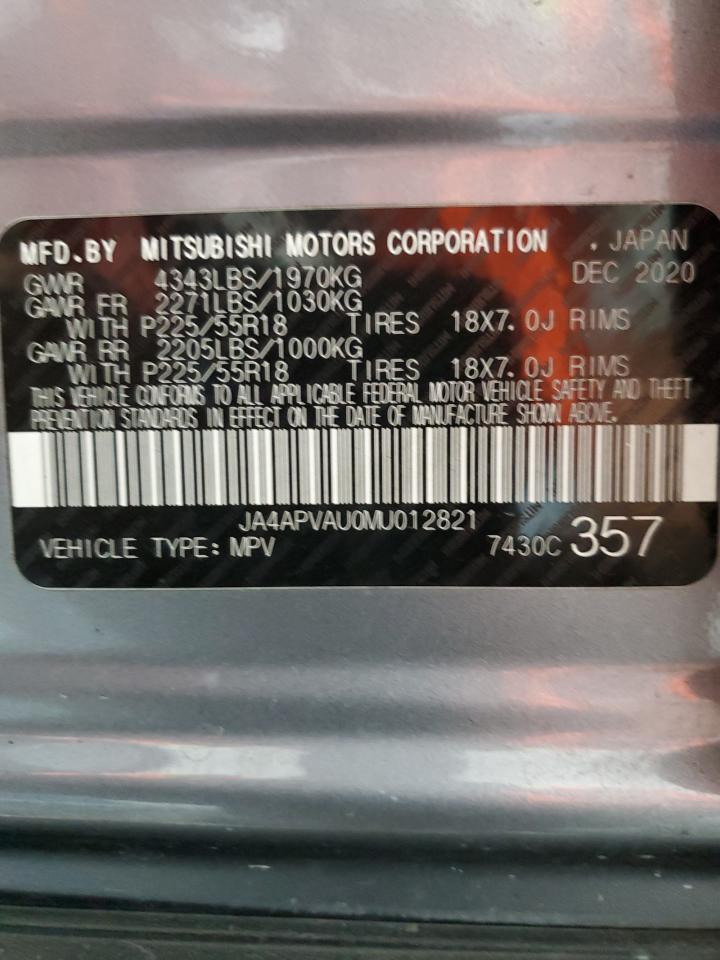 MFD.BY MITSUBISHI MOTORS CORPORATION . JAPAN
GVWR 4343LBS/1970KG DEC 2020
GAWR FR 2271LBS/1030KG
WITH P225/55R18 TIRES 18X7.0J RIMS
GAWR RR 2205LBS/1000KG
WITH P225/55R18 TIRES 18X7.0J RIMS
THIS VEHICLE CONFORMS TO ALL APPLICABLE FEDERAL MOTOR VEHICLE SAFETY AND THEFT
PREVENTION STANDARDS IN EFFECT ON THE DATE OF MANUFACTURE SHOWN ABOVE.
JA4APVAU0MU012821
VEHICLE TYPE: MPV 7430C 357